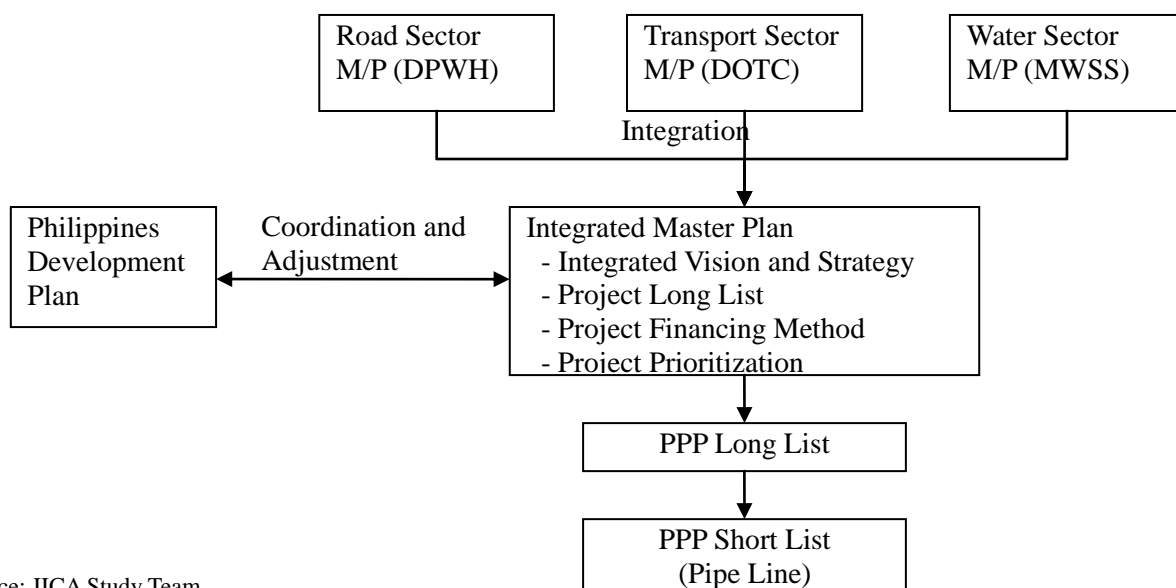 Road Sector
M/P (DPWH)
Transport Sector
M/P (DOTC)
Water Sector
M/P (MWSS)
Integration
Philippines
Development
Plan
Coordination and
Adjustment
Integrated Master Plan
- Integrated Vision and Strategy
- Project Long List
- Project Financing Method
- Project Prioritization
PPP Long List
PPP Short List
(Pipe Line)
JICA Study Team